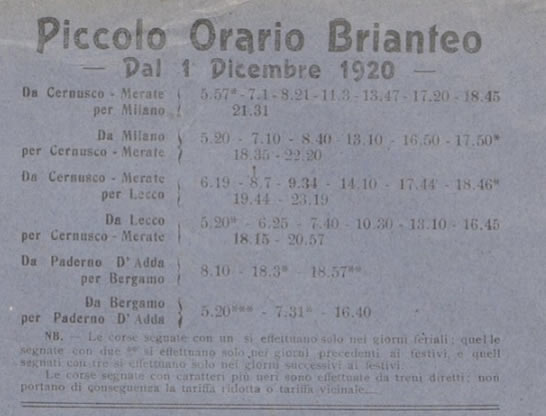 Piccolo Orario Brianteo
— Dal 1 Dicembre 1920 —
Da Cernusco - Merate per Milano
5.57* - 7.1 - 8.21 - 11.3 - 13.47 - 17.20 - 18.45
21.31
Da Milano per Cernusco - Merate
5.20 - 7.10 - 8.40 - 13.10 - 16.50 - 17.50*
18.35 - 22.20
Da Cernusco - Merate per Lecco
6.19 - 8.7 - 9.34 - 14.10 - 17.44 - 18.46*
19.44 - 23.19
Da Lecco per Cernusco - Merate
5.20* - 6.25 - 7.40 - 10.30 - 13.10 - 16.45
18.15 - 20.57
Da Paderno D'Adda per Bergamo
8.10 - 18.3* - 18.57**
Da Bergamo per Paderno D'Adda
5.20*** - 7.31* - 16.40
NB. — Le corse segnate con un si effettuano solo nei giorni feriali; quelle
segnate con due ** si effettuano solo nei giorni precedenti ai festivi, e quell
segnati con tre si effettuano solo nei giorni successivi ai festivi.
Le corse segnate con caratteri più neri sono effettuate da treni diretti; non
portano di conseguenza la tariffa ridotta o tariffa vicinale.